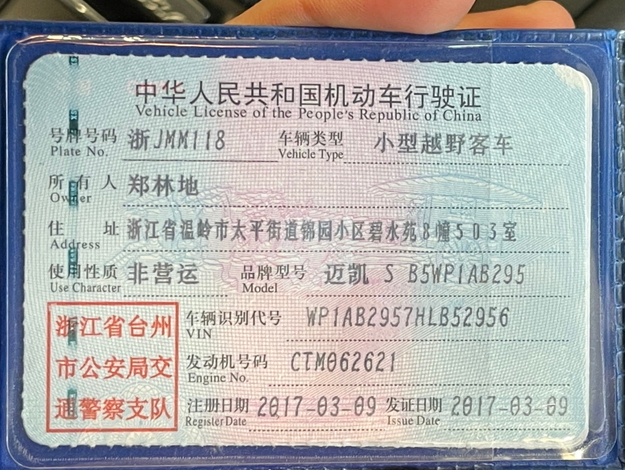 中华人民共和国机动车行驶证
Vehicle License of the People's Republic of China
号牌号码 浙JMM118 车辆类型 小型越野客车
Plate No. Vehicle Type
所有人 郑林地
Owner
住址 浙江省温岭市太平街道锦园小区碧水苑8幢503室
Address
使用性质 非营运 品牌型号 迈凯 S B5WP1AB295
Use Character Model
浙江省台州
市公安局交
通警察支队
车辆识别代号 WP1AB2957HLB52956
VIN
发动机号码 CTM062621
Engine No.
注册日期 2017-03-09 发证日期 2017-03-09
Register Date Issue Date